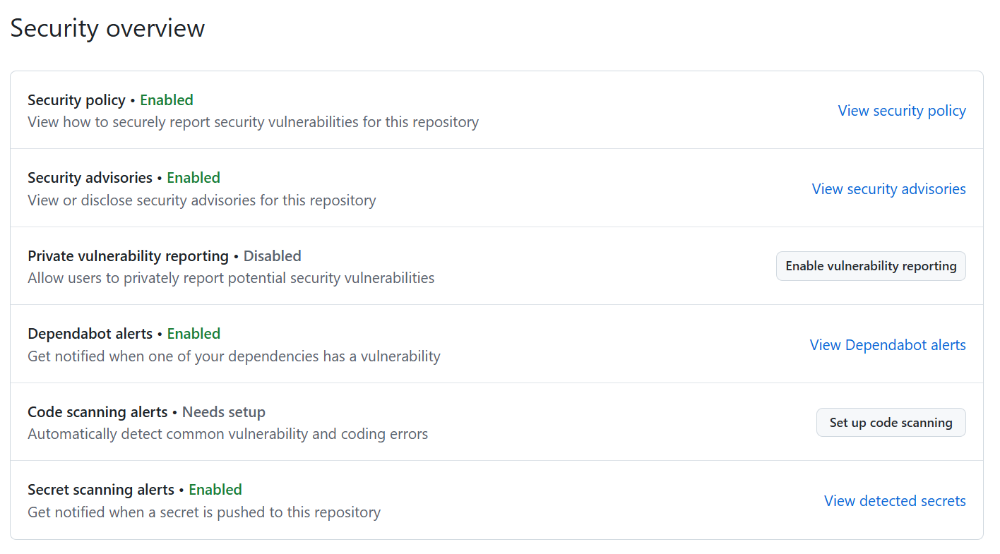 Security overview
Security policy • Enabled
View how to securely report security vulnerabilities for this repository
View security policy
Security advisories • Enabled
View or disclose security advisories for this repository
View security advisories
Private vulnerability reporting • Disabled
Allow users to privately report potential security vulnerabilities
Enable vulnerability reporting
Dependabot alerts • Enabled
Get notified when one of your dependencies has a vulnerability
View Dependabot alerts
Code scanning alerts • Needs setup
Automatically detect common vulnerability and coding errors
Set up code scanning
Secret scanning alerts • Enabled
Get notified when a secret is pushed to this repository
View detected secrets